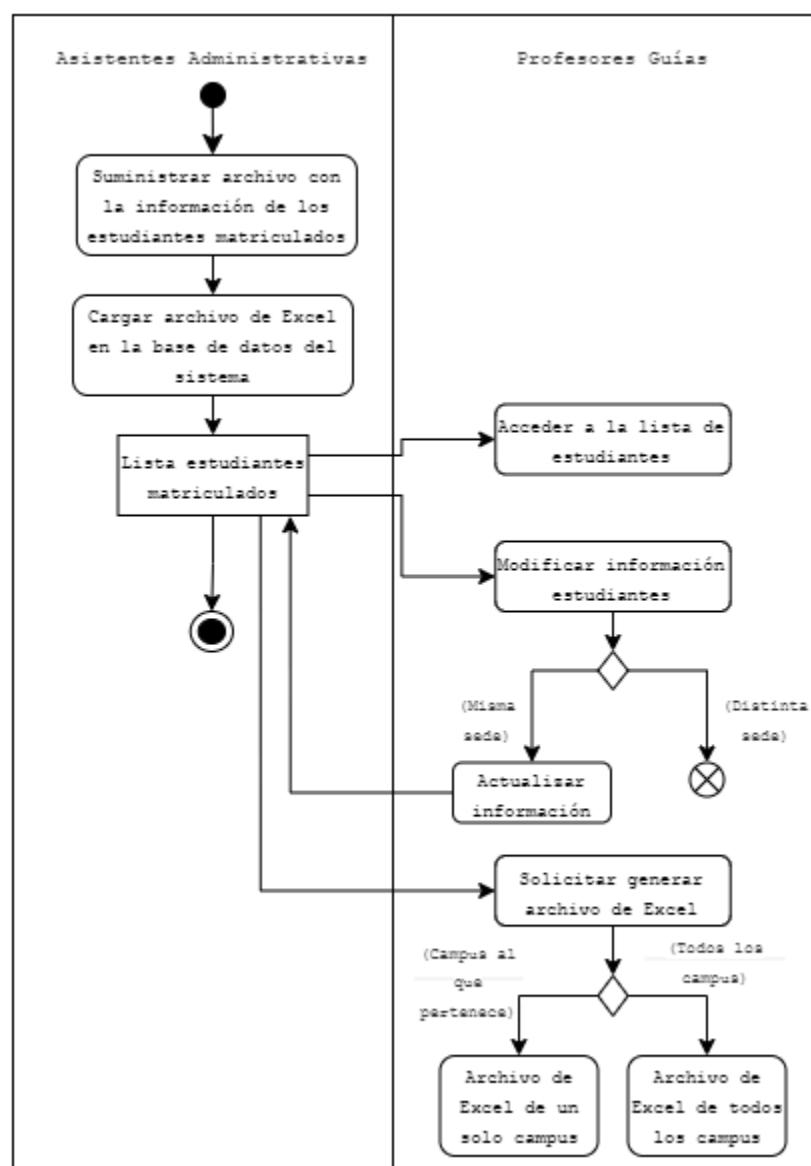 Asistentes Administrativas
Profesores Guías
Suministrar archivo con
la información de los
estudiantes matriculados
Cargar archivo de Excel
en la base de datos del
sistema
Lista estudiantes
matriculados
Acceder a la lista de
estudiantes
Modificar información
estudiantes
(Misma
sede)
(Distinta
sede)
Actualizar
información
Solicitar generar
archivo de Excel
(Campus al
que
pertenece)
(Todos los
campus)
Archivo de
Excel de un
solo campus
Archivo de
Excel de todos
los campus